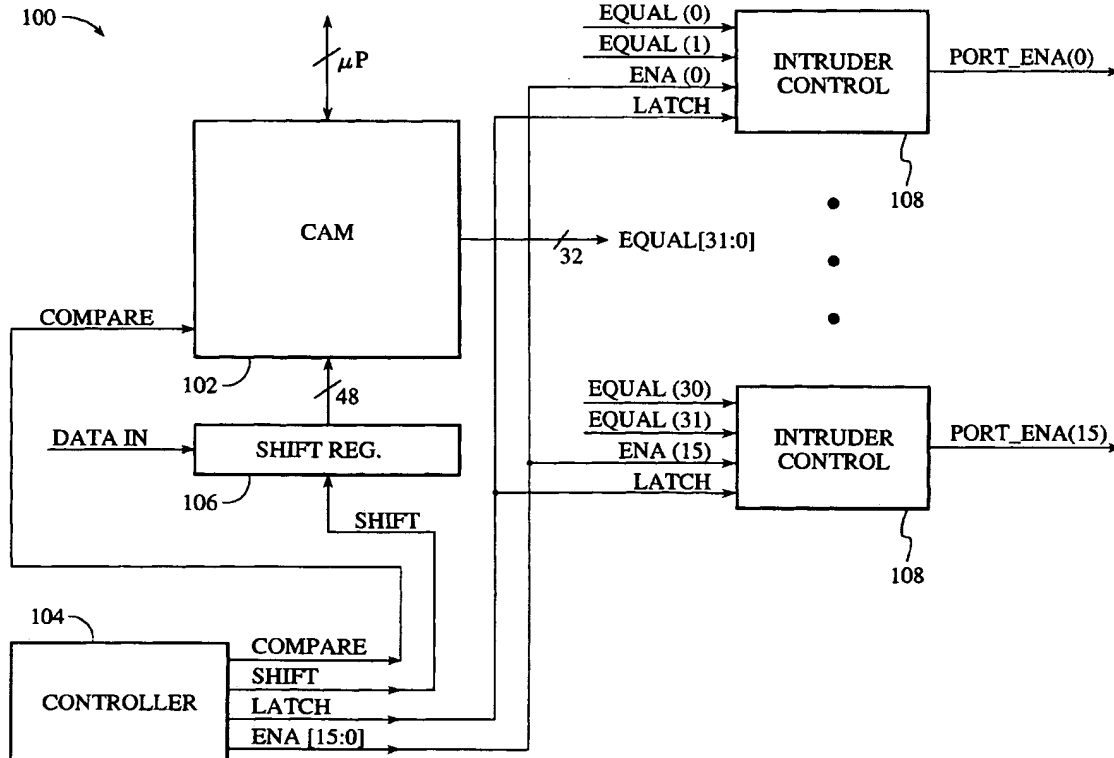 100
μP
CAM
COMPARE
102
48
32
EQUAL[31:0]
DATA IN
SHIFT REG.
106
SHIFT
104
CONTROLLER
COMPARE
SHIFT
LATCH
ENA [15:0]
EQUAL (0)
EQUAL (1)
ENA (0)
LATCH
INTRUDER
CONTROL
PORT_ENA(0)
108
EQUAL (30)
EQUAL (31)
ENA (15)
LATCH
INTRUDER
CONTROL
PORT_ENA(15)
108